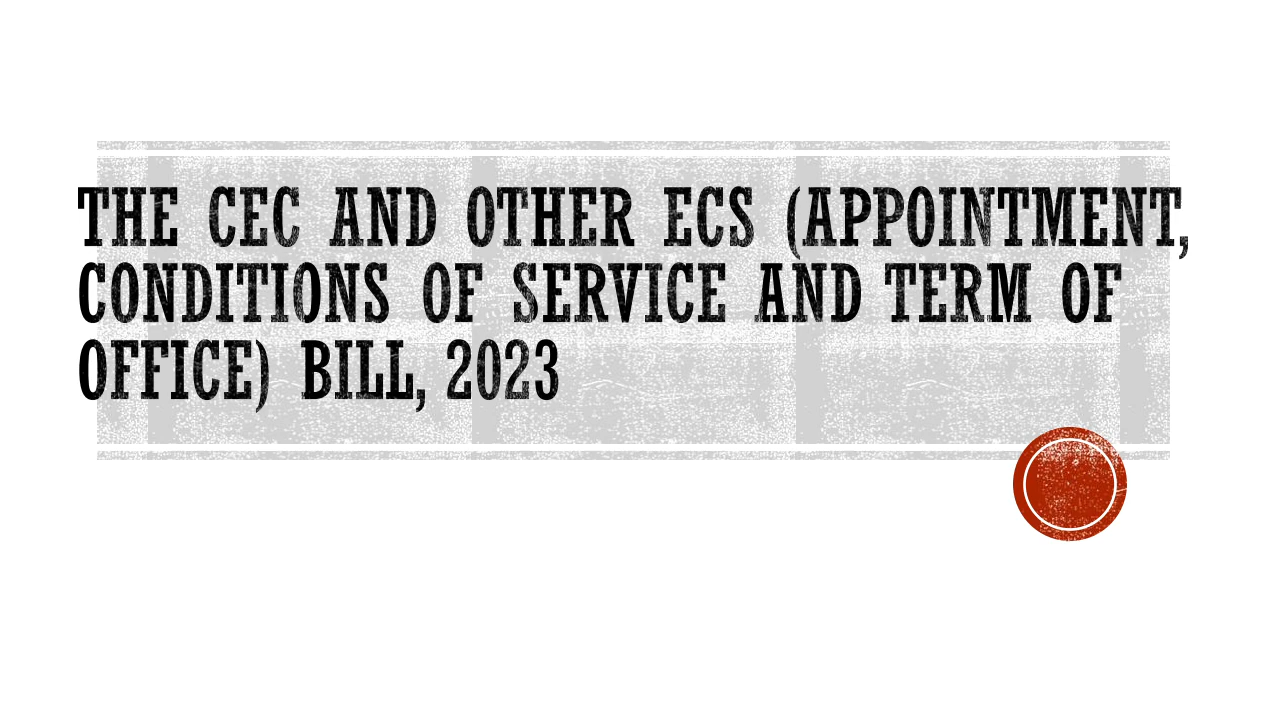 THE CEC AND OTHER ECS (APPOINTMENT,
CONDITIONS OF SERVICE AND TERM OF
OFFICE) BILL, 2023